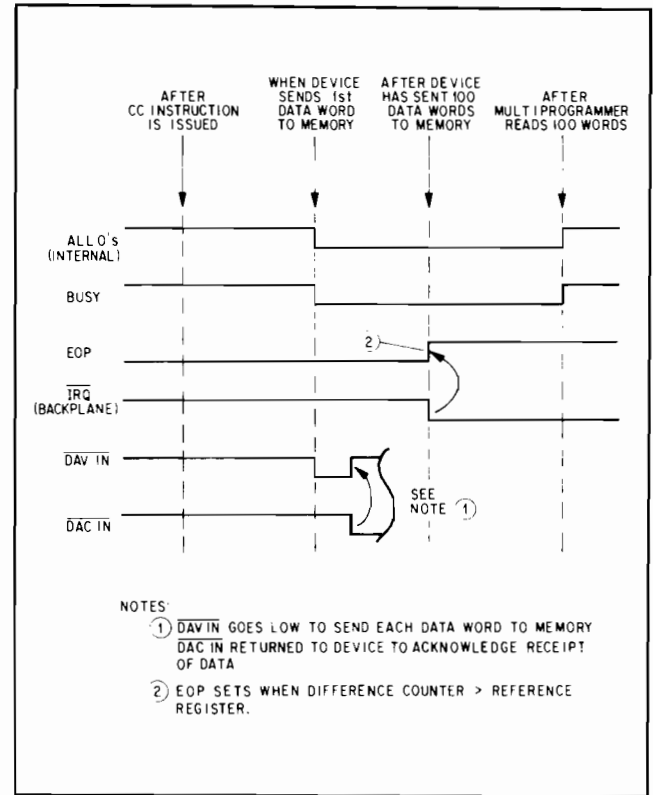 AFTER
CC INSTRUCTION
IS ISSUED
WHEN DEVICE
SENDS 1st
DATA WORD
TO MEMORY
AFTER DEVICE
HAS SENT 100
DATA WORDS
TO MEMORY
AFTER
MULTIPROGRAMMER
READS 100 WORDS
ALL 0's
(INTERNAL)
BUSY
EOP
2
IRQ
(BACKPLANE)
DAV IN
SEE
NOTE 1
DAC IN
NOTES:
1 DAV IN GOES LOW TO SEND EACH DATA WORD TO MEMORY
DAC IN RETURNED TO DEVICE TO ACKNOWLEDGE RECEIPT
OF DATA
2 EOP SETS WHEN DIFFERENCE COUNTER > REFERENCE
REGISTER.